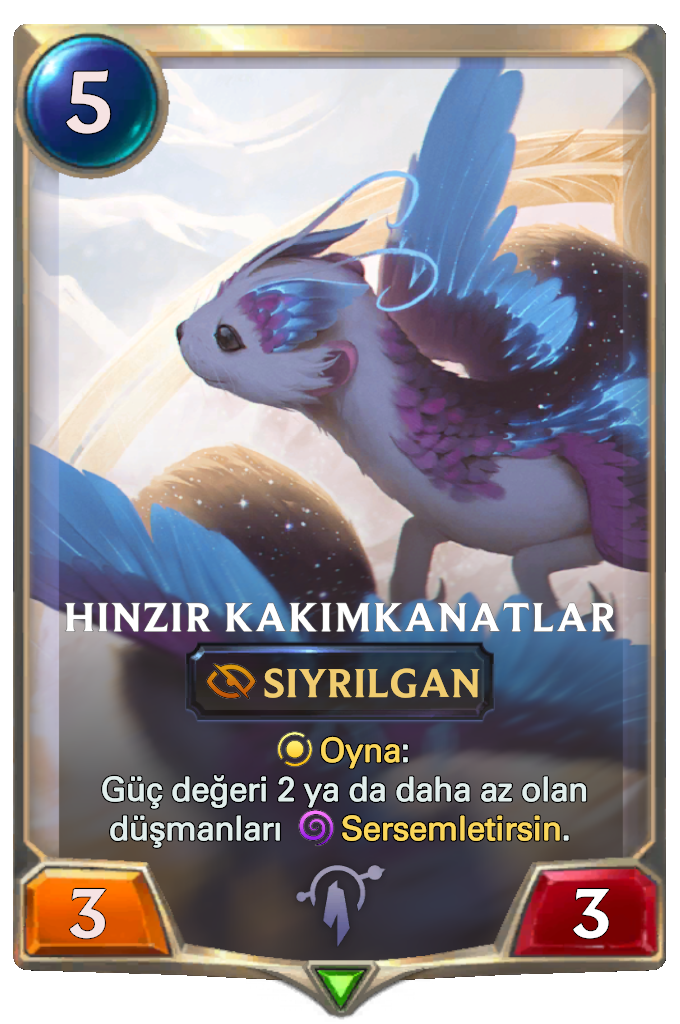 5
HINZIR KAKIMKANATLAR
SIYRILGAN
Oyna:
Güç değeri 2 ya da daha az olan
düşmanları Sersemletirsin.
3
3